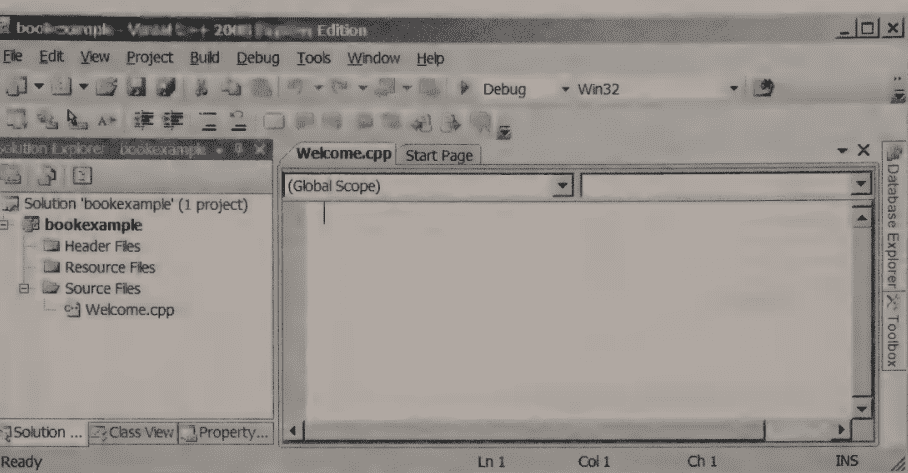 bookexample - Visual C++ 2008 Express Edition
File Edit View Project Build Debug Tools Window Help
Debug Win32
Solution Explorer - bookexample
Welcome.cpp Start Page
(Global Scope)
Solution 'bookexample' (1 project)
bookexample
Header Files
Resource Files
Source Files
Welcome.cpp
Database Explorer
Toolbox
Solution ... Class View Property...
Ready Ln 1 Col 1 Ch 1 INS